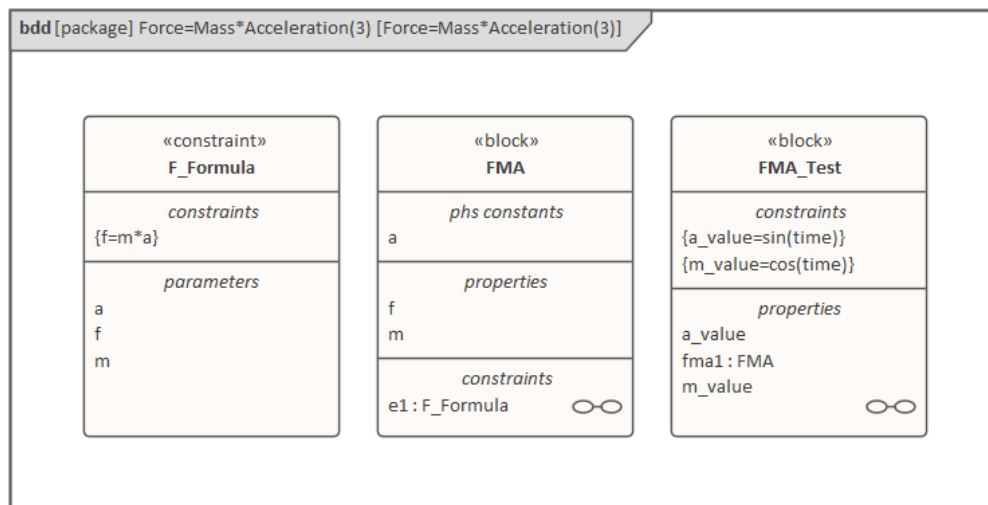 bdd [package] Force=Mass*Acceleration(3) [Force=Mass*Acceleration(3)]
«constraint»
F_Formula
constraints
{f=m*a}
parameters
a
f
m
«block»
FMA
phs constants
a
properties
f
m
constraints
e1 : F_Formula
«block»
FMA_Test
constraints
{a_value=sin(time)}
{m_value=cos(time)}
properties
a_value
fma1 : FMA
m_value